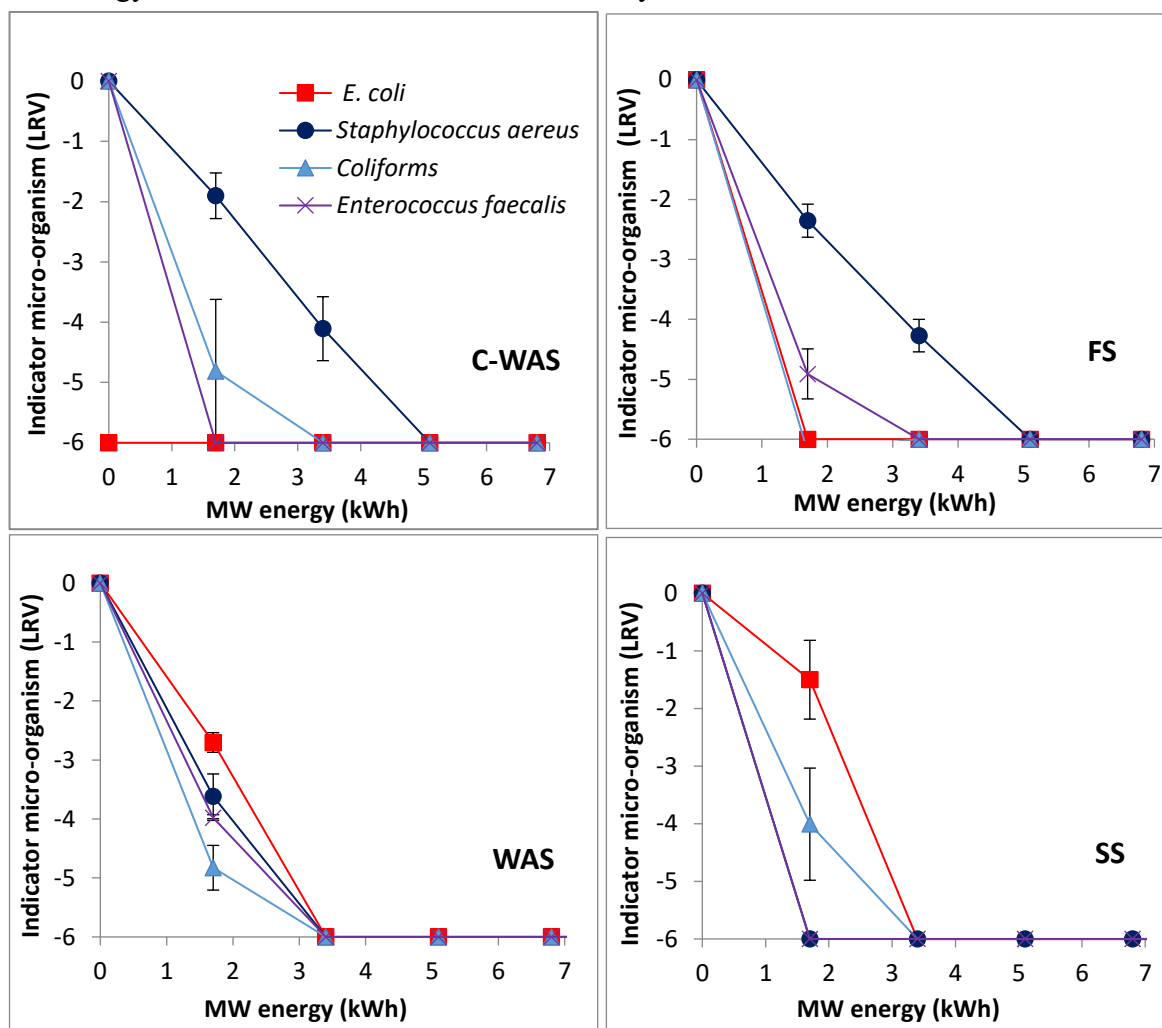 0
-1
-2
-3
-4
-5
-6
Indicator micro-organism (LRV)
E. coli
Staphylococcus aereus
Coliforms
Enterococcus faecalis
C-WAS
0 1 2 3 4 5 6 7
MW energy (kWh)
0
-1
-2
-3
-4
-5
-6
Indicator micro-organism (LRV)
FS
0 1 2 3 4 5 6 7
MW energy (kWh)
0
-1
-2
-3
-4
-5
-6
Indicator micro-organism (LRV)
WAS
0 1 2 3 4 5 6 7
MW energy (kWh)
0
-1
-2
-3
-4
-5
-6
Indicator micro-organism (LRV)
SS
0 1 2 3 4 5 6 7
MW energy (kWh)